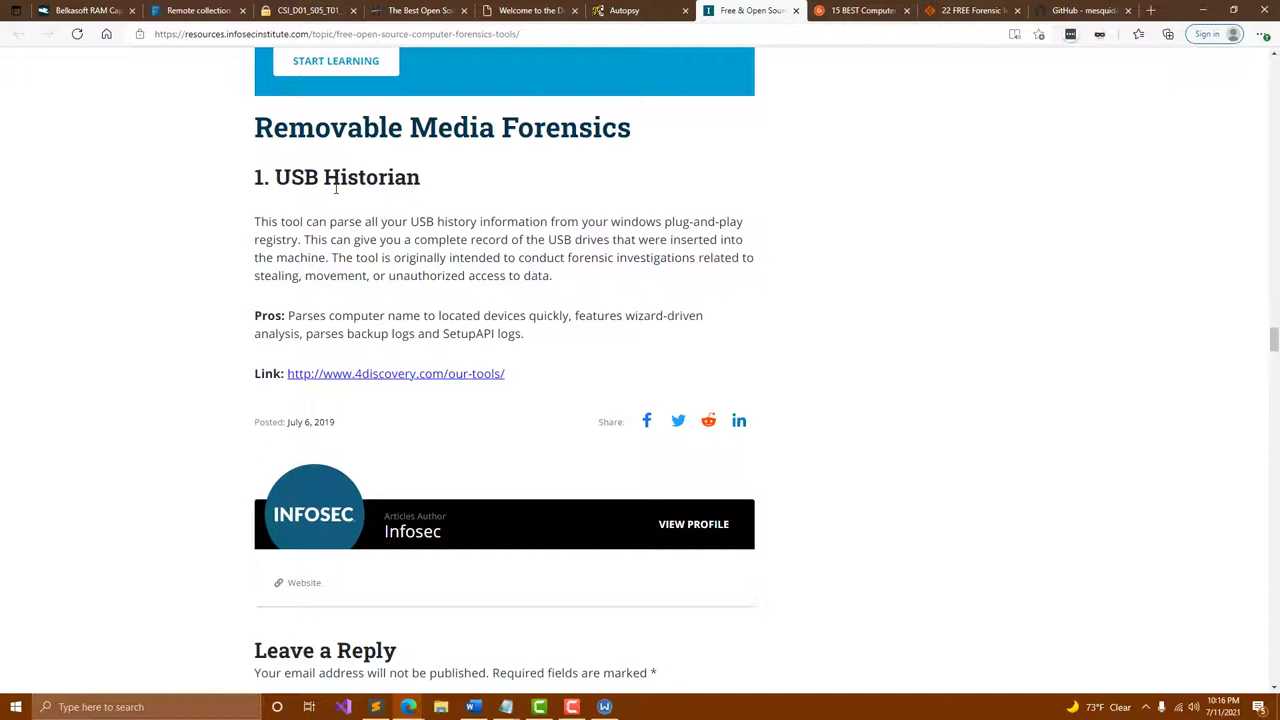 Belkasoft RAM Cap
Remote collection
CSI_D01_S05_T01
The Best Open So
Welcome to the D
Autopsy
Free & Open Sour
15 BEST Compute
22 FREE Forensic I
GitHub - mesquid
https://resources.infosecinstitute.com/topic/free-open-source-computer-forensics-tools/
Sign in
START LEARNING
Removable Media Forensics
1. USB Historian
This tool can parse all your USB history information from your windows plug-and-play
registry. This can give you a complete record of the USB drives that were inserted into
the machine. The tool is originally intended to conduct forensic investigations related to
stealing, movement, or unauthorized access to data.
Pros: Parses computer name to located devices quickly, features wizard-driven
analysis, parses backup logs and SetupAPI logs.
Link: http://www.4discovery.com/our-tools/
Posted: July 6, 2019
Share:
INFOSEC
Articles Author
Infosec
VIEW PROFILE
Website
Leave a Reply
Your email address will not be published. Required fields are marked *
Type here to search
73°F Clear
10:16 PM
7/11/2021